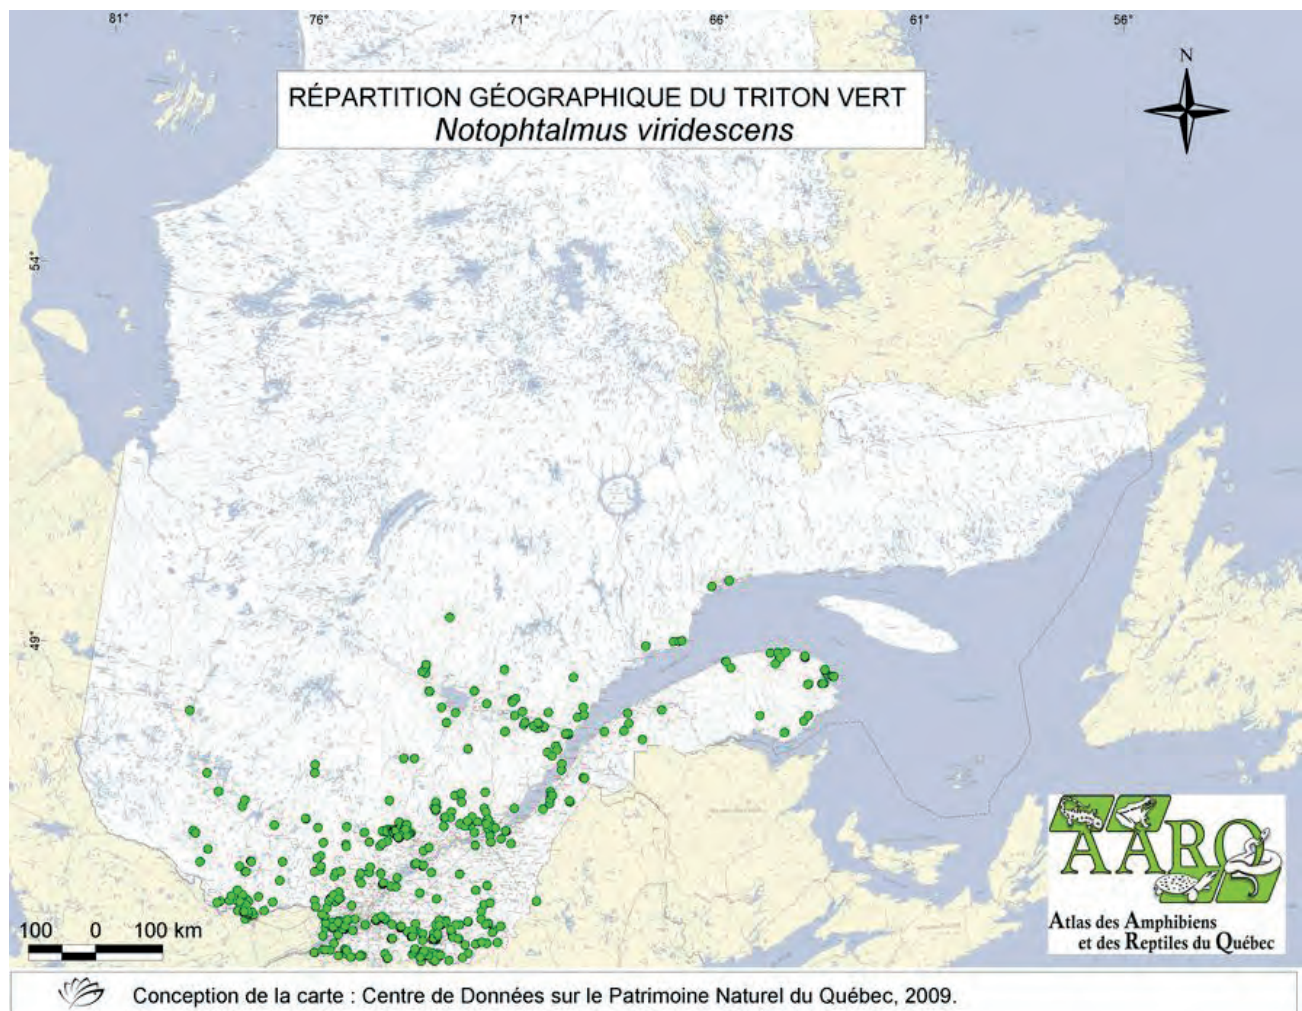 81° 76° 71° 66° 61° 56°
N
RÉPARTITION GÉOGRAPHIQUE DU TRITON VERT
Notophtalmus viridescens
54°
49°
100 0 100 km
AARQ
Atlas des Amphibiens
et des Reptiles du Québec
Conception de la carte : Centre de Données sur le Patrimoine Naturel du Québec, 2009.